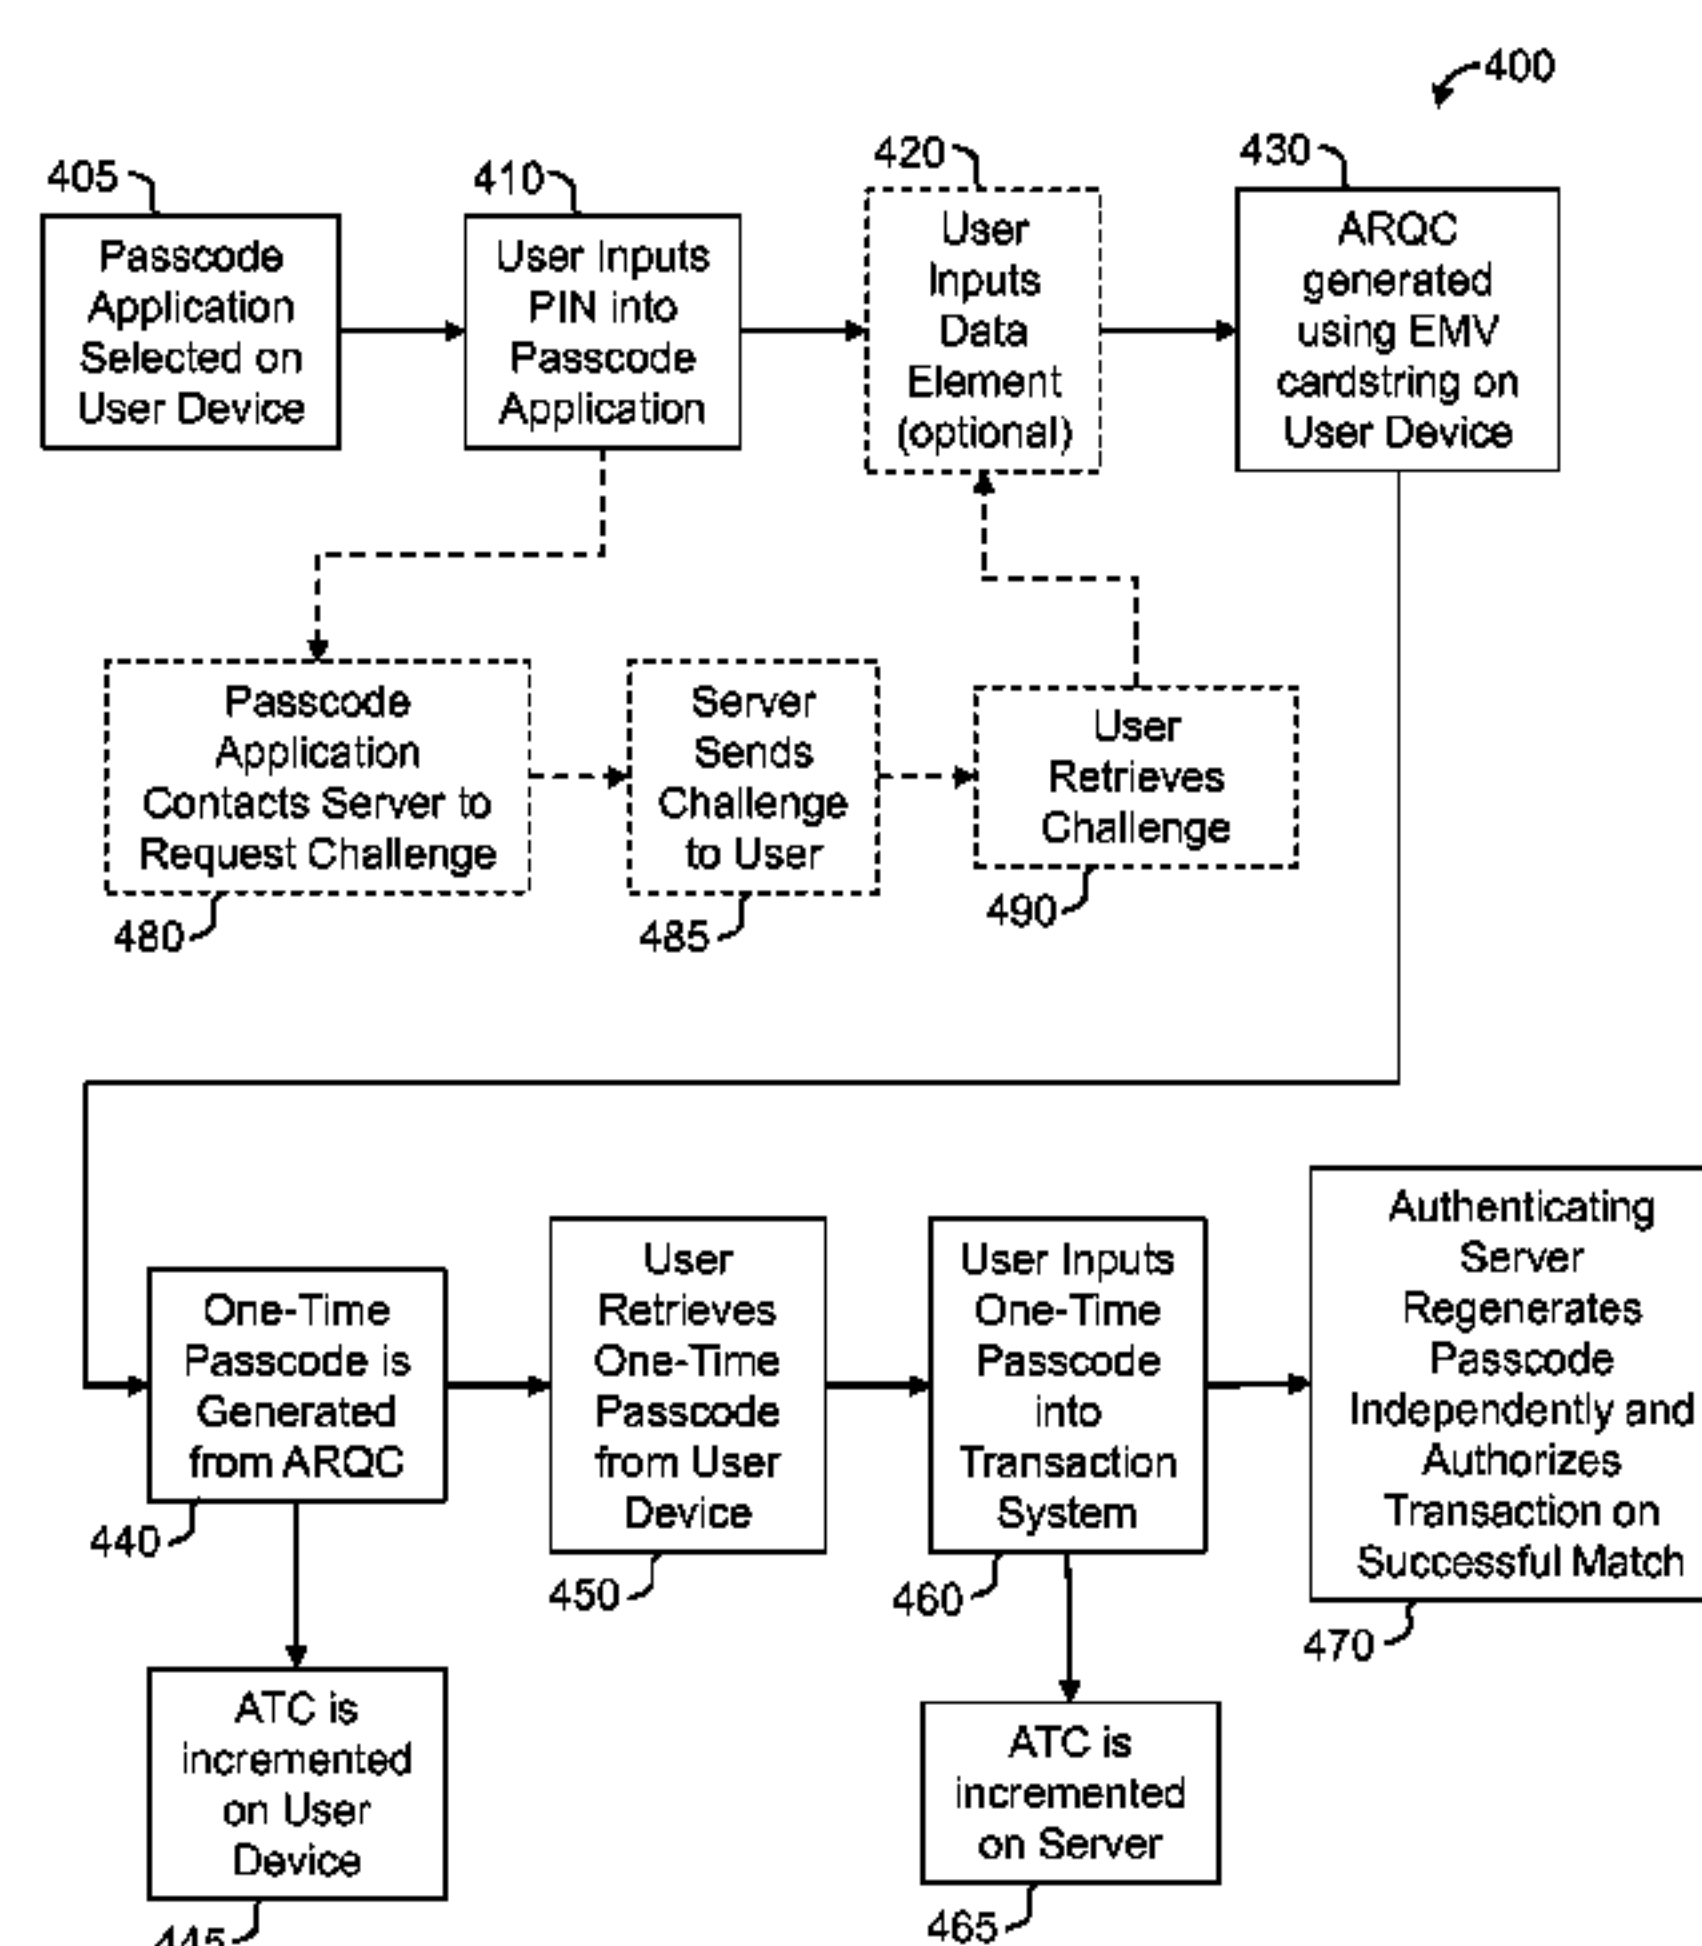 400
405
Passcode
Application
Selected on
User Device
410
User Inputs
PIN into
Passcode
Application
420
User
Inputs
Data
Element
(optional)
430
ARQC
generated
using EMV
cardstring on
User Device
Passcode
Application
Contacts Server to
Request Challenge
480
Server
Sends
Challenge
to User
485
User
Retrieves
Challenge
490
One-Time
Passcode is
Generated
from ARQC
440
User
Retrieves
One-Time
Passcode
from User
Device
450
User Inputs
One-Time
Passcode
into
Transaction
System
460
Authenticating
Server
Regenerates
Passcode
Independently and
Authorizes
Transaction on
Successful Match
470
ATC is
incremented
on User
Device
445
ATC is
incremented
on Server
465